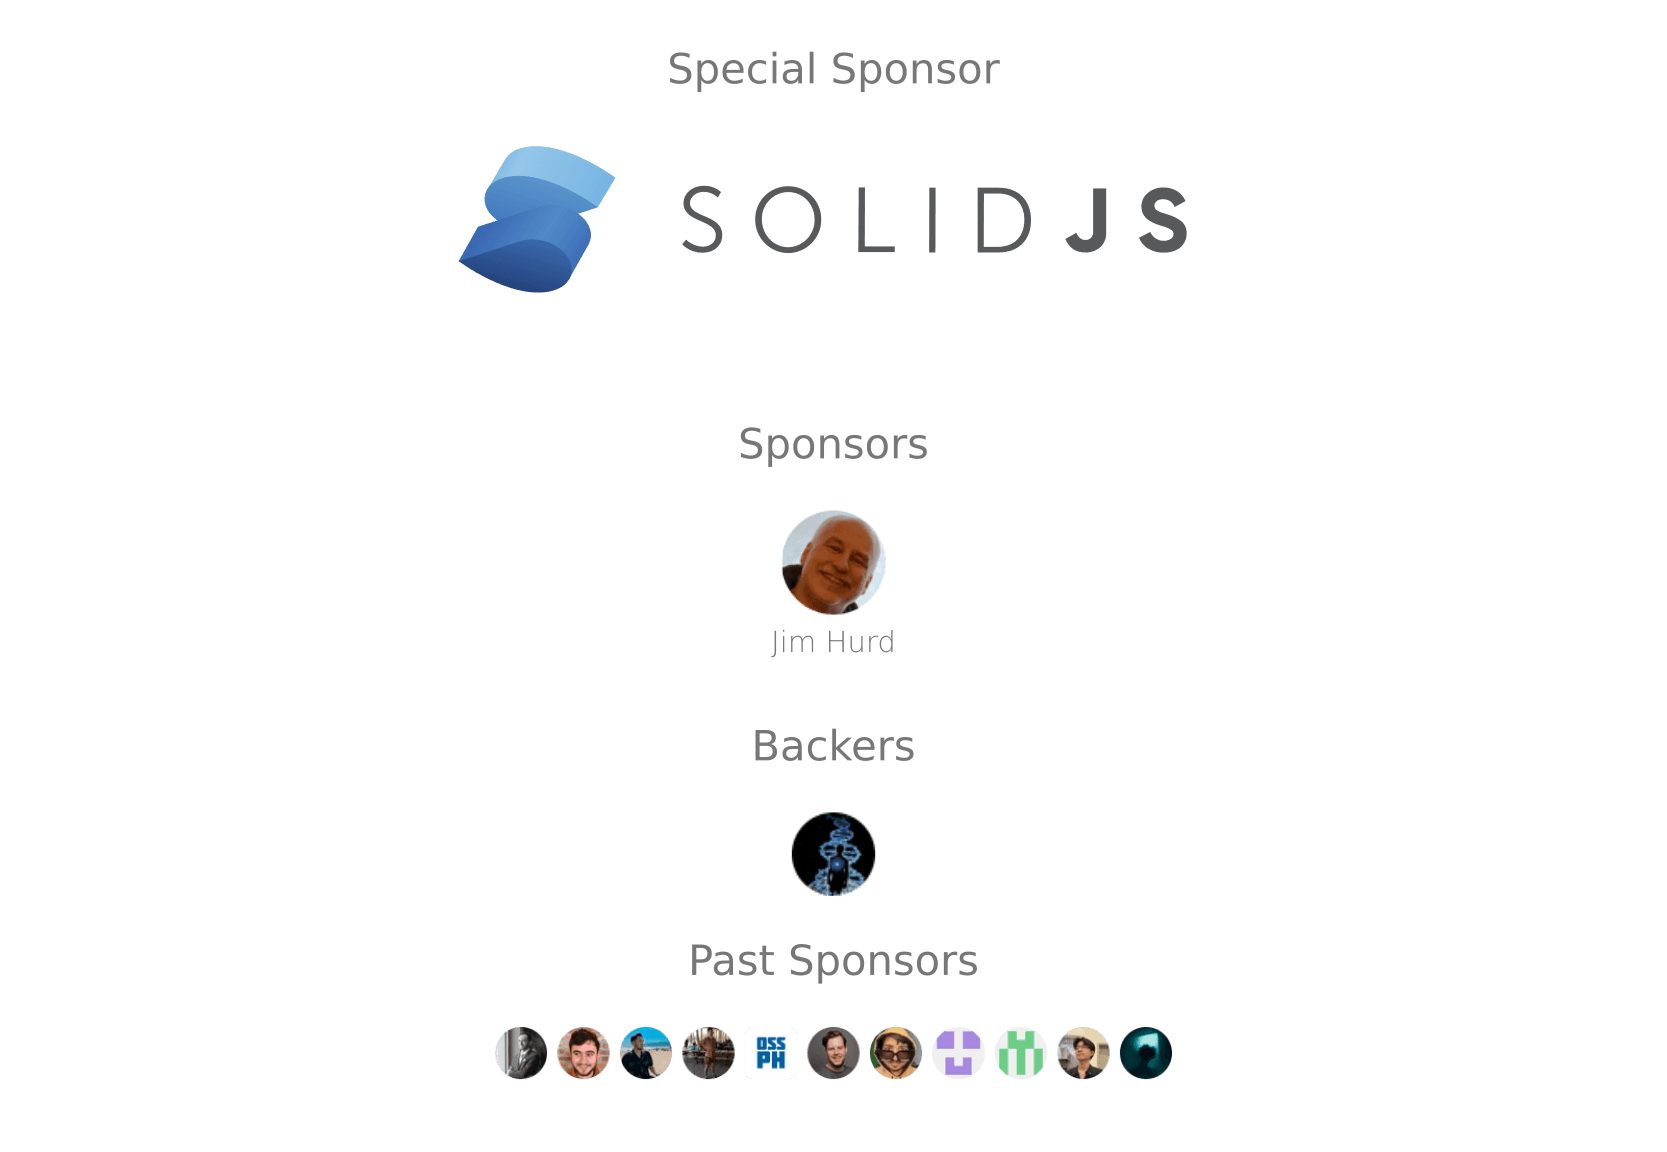 Special Sponsor
SOLIDJS
Sponsors
Jim Hurd
Backers
Past Sponsors
OSS
PH